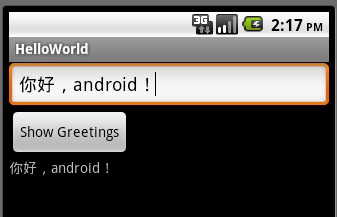 3G 2:17 PM
HelloWorld
你好，android！
Show Greetings
你好，android！